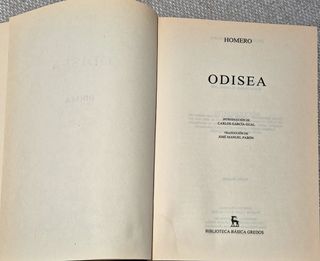 HOMERO
ODISEA
INTRODUCCIÓN DE
CARLOS GARCÍA GUAL
TRADUCCIÓN DE
JOSÉ MANUEL PABÓN
BIBLIOTECA BÁSICA GREDOS